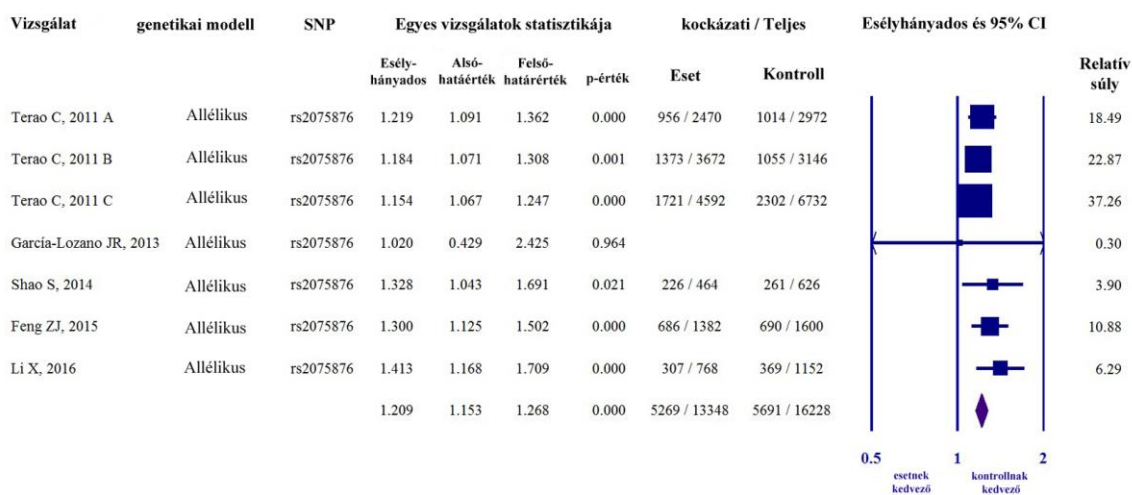 Vizsgálat genetikai modell SNP Egyes vizsgálatok statisztikája kockázati / Teljes Esélyhányados és 95% CI
Esély-hányados Alsó-hatáérték Felső-határérték p-érték Eset Kontroll Relatív súly
Terao C, 2011 A Allélikus rs2075876 1.219 1.091 1.362 0.000 956 / 2470 1014 / 2972 18.49
Terao C, 2011 B Allélikus rs2075876 1.184 1.071 1.308 0.001 1373 / 3672 1055 / 3146 22.87
Terao C, 2011 C Allélikus rs2075876 1.154 1.067 1.247 0.000 1721 / 4592 2302 / 6732 37.26
García-Lozano JR, 2013 Allélikus rs2075876 1.020 0.429 2.425 0.964 0.30
Shao S, 2014 Allélikus rs2075876 1.328 1.043 1.691 0.021 226 / 464 261 / 626 3.90
Feng ZJ, 2015 Allélikus rs2075876 1.300 1.125 1.502 0.000 686 / 1382 690 / 1600 10.88
Li X, 2016 Allélikus rs2075876 1.413 1.168 1.709 0.000 307 / 768 369 / 1152 6.29
1.209 1.153 1.268 0.000 5269 / 13348 5691 / 16228
0.5 1 2
esetnek kedvező kontrollnak kedvező